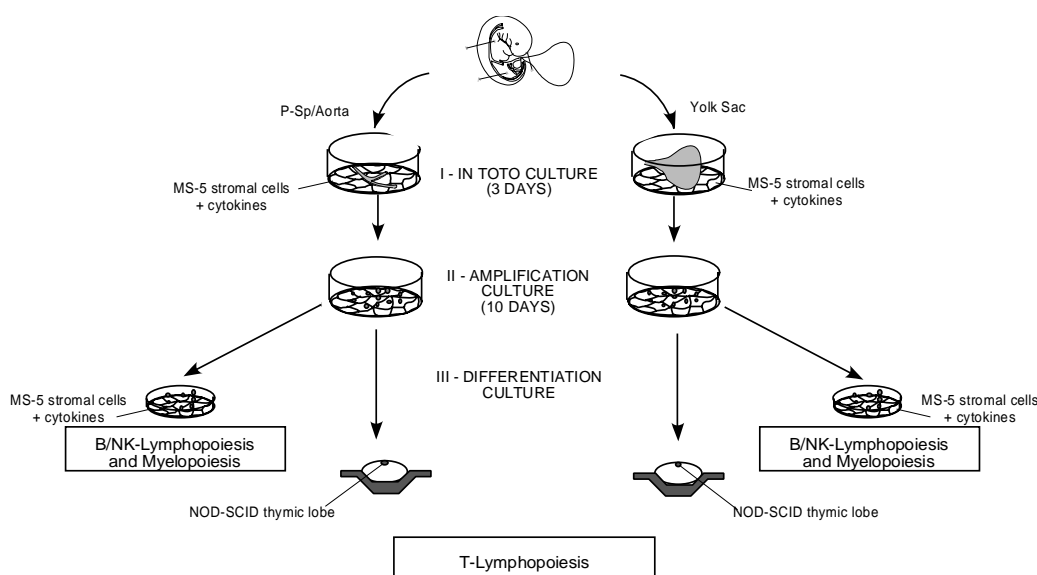 P-Sp/Aorta
Yolk Sac
I - IN TOTO CULTURE
(3 DAYS)
MS-5 stromal cells
+ cytokines
MS-5 stromal cells
+ cytokines
II - AMPLIFICATION
CULTURE
(10 DAYS)
III - DIFFERENTIATION
CULTURE
MS-5 stromal cells
+ cytokines
MS-5 stromal cells
+ cytokines
B/NK-Lymphopoiesis
and Myelopoiesis
B/NK-Lymphopoiesis
and Myelopoiesis
NOD-SCID thymic lobe
NOD-SCID thymic lobe
T-Lymphopoiesis